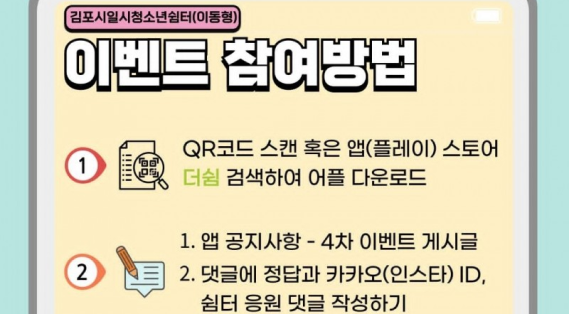 김포시일시청소년쉼터(이동형)
이벤트 참여방법
1
QR코드 스캔 혹은 앱(플레이) 스토어
더쉼 검색하여 어플 다운로드
2
1. 앱 공지사항 - 4차 이벤트 게시글
2. 댓글에 정답과 카카오(인스타) ID,
쉼터 응원 댓글 작성하기